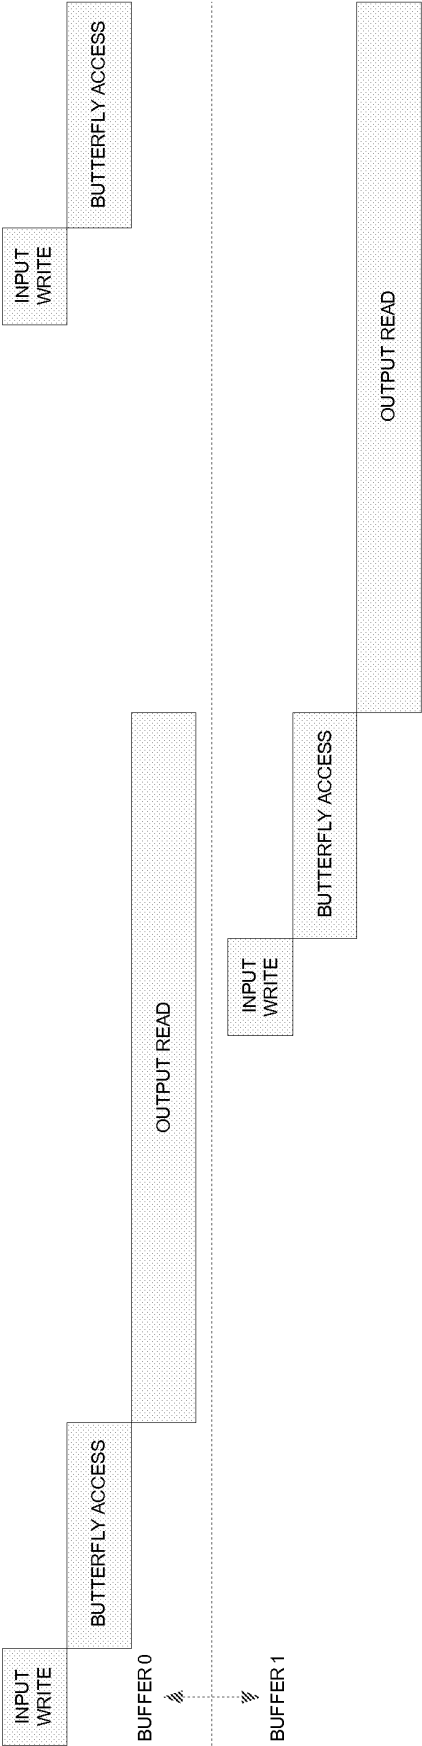 INPUT
WRITE
BUTTERFLY ACCESS
OUTPUT READ
INPUT
WRITE
BUTTERFLY ACCESS
BUFFER 0
BUFFER 1
INPUT
WRITE
BUTTERFLY ACCESS
OUTPUT READ